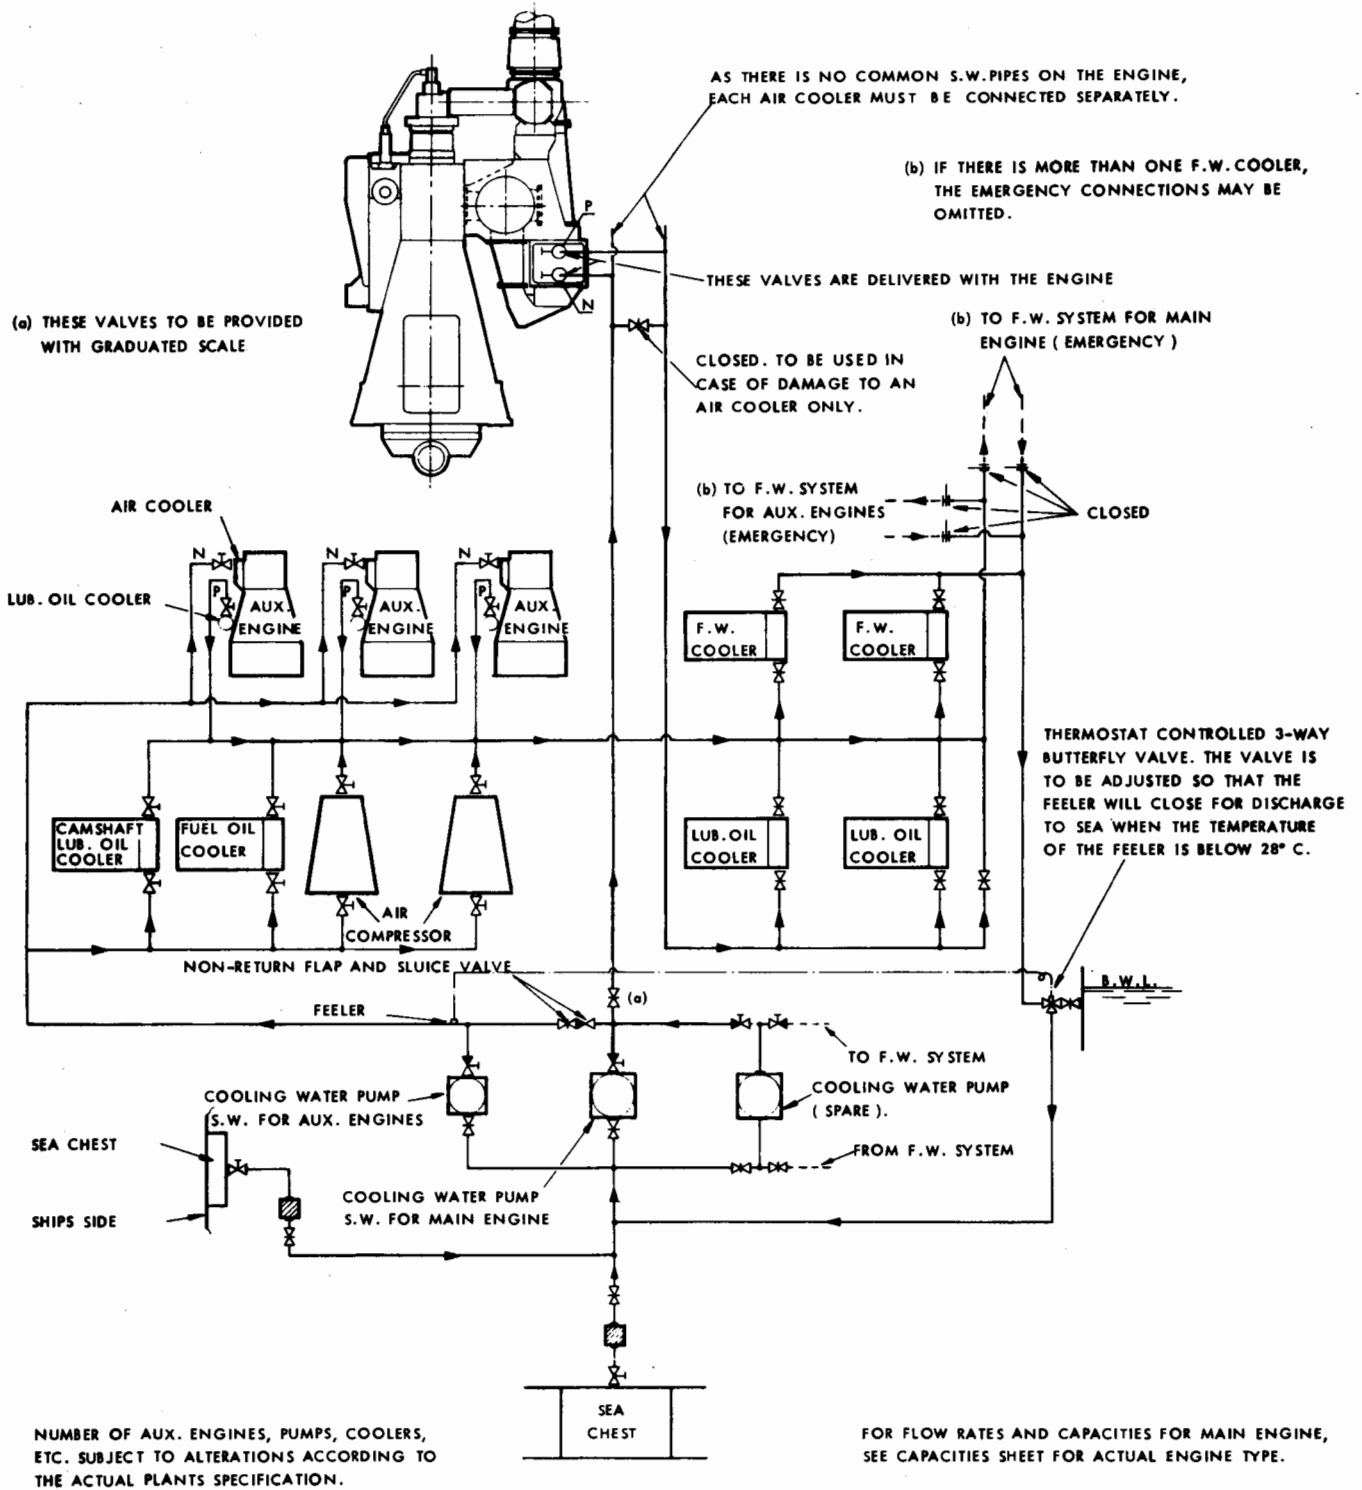 AS THERE IS NO COMMON S.W.PIPES ON THE ENGINE,
EACH AIR COOLER MUST BE CONNECTED SEPARATELY.
(b) IF THERE IS MORE THAN ONE F.W.COOLER,
THE EMERGENCY CONNECTIONS MAY BE
OMITTED.
P
THESE VALVES ARE DELIVERED WITH THE ENGINE
N
(a) THESE VALVES TO BE PROVIDED
WITH GRADUATED SCALE
(b) TO F.W. SYSTEM FOR MAIN
ENGINE ( EMERGENCY )
CLOSED. TO BE USED IN
CASE OF DAMAGE TO AN
AIR COOLER ONLY.
(b) TO F.W. SYSTEM
FOR AUX. ENGINES
(EMERGENCY)
CLOSED
AIR COOLER
N
N
N
LUB. OIL COOLER
P
P
P
AUX.
ENGINE
AUX.
ENGINE
AUX.
ENGINE
F.W.
COOLER
F.W.
COOLER
THERMOSTAT CONTROLLED 3-WAY
BUTTERFLY VALVE. THE VALVE IS
TO BE ADJUSTED SO THAT THE
FEELER WILL CLOSE FOR DISCHARGE
TO SEA WHEN THE TEMPERATURE
OF THE FEELER IS BELOW 28° C.
CAMSHAFT
LUB. OIL
COOLER
FUEL OIL
COOLER
LUB.OIL
COOLER
LUB. OIL
COOLER
AIR
COMPRESSOR
NON-RETURN FLAP AND SLUICE VALVE
B.W.L.
(a)
FEELER
TO F.W. SYSTEM
COOLING WATER PUMP
S.W. FOR AUX. ENGINES
COOLING WATER PUMP
( SPARE ).
SEA CHEST
FROM F.W. SYSTEM
COOLING WATER PUMP
S.W. FOR MAIN ENGINE
SHIPS SIDE
SEA
CHEST
NUMBER OF AUX. ENGINES, PUMPS, COOLERS,
ETC. SUBJECT TO ALTERATIONS ACCORDING TO
THE ACTUAL PLANTS SPECIFICATION.
FOR FLOW RATES AND CAPACITIES FOR MAIN ENGINE,
SEE CAPACITIES SHEET FOR ACTUAL ENGINE TYPE.